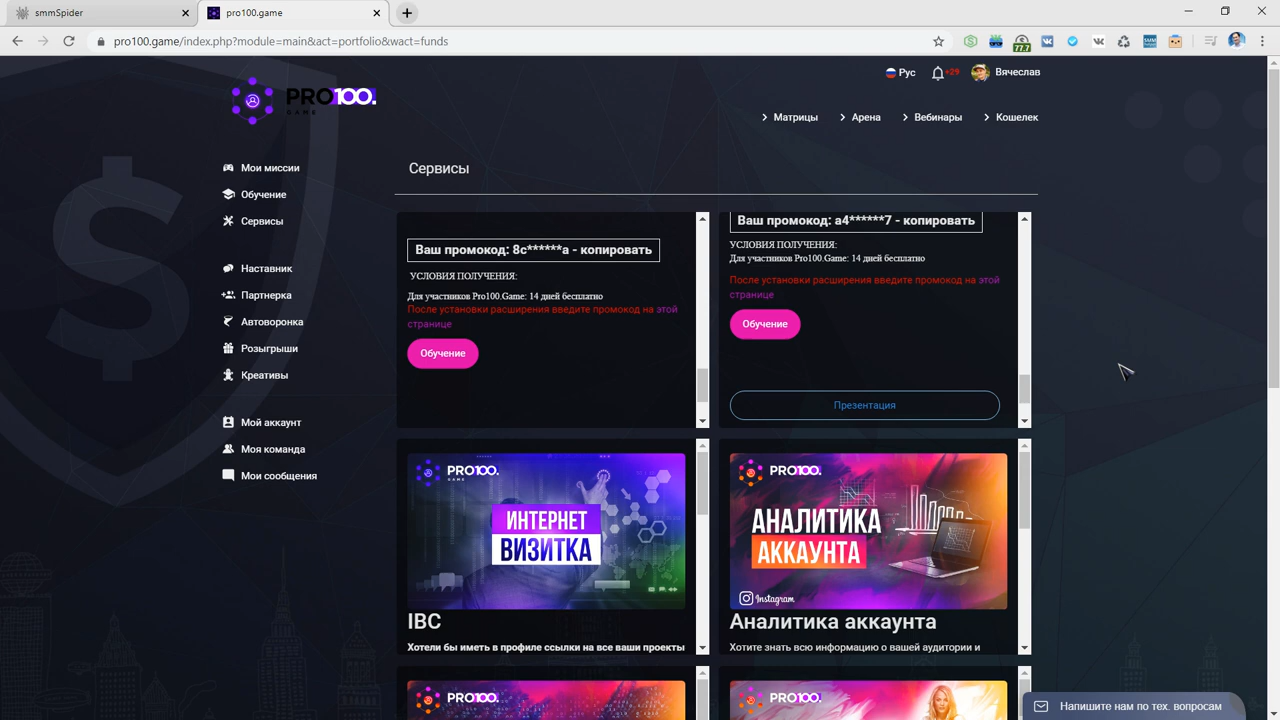 smmSpider
pro100.game
pro100.game/index.php?module=main&act=portfolio&wact=funds
77.7
Рус
+29
Вячеслав
PRO100.
GAME
Матрицы
Арена
Вебинары
Кошелек
Мои миссии
Обучение
Сервисы
Наставник
Партнерка
Автоворонка
Розыгрыши
Креативы
Мой аккаунт
Моя команда
Мои сообщения
Сервисы
Ваш промокод: 8c******a - копировать
УСЛОВИЯ ПОЛУЧЕНИЯ:
Для участников Pro100.Game: 14 дней бесплатно
После установки расширения введите промокод на этой
странице
Обучение
Ваш промокод: a4******7 - копировать
УСЛОВИЯ ПОЛУЧЕНИЯ:
Для участников Pro100.Game: 14 дней бесплатно
После установки расширения введите промокод на этой
странице
Обучение
Презентация
PRO100.
GAME
ИНТЕРНЕТ
ВИЗИТКА
IBC
Хотели бы иметь в профиле ссылки на все ваши проекты
PRO100.
АНАЛИТИКА
АККАУНТА
Instagram
Аналитика аккаунта
Хотите знать всю информацию о вашей аудитории и
PRO100.
PRO100.
Напишите нам по тех. вопросам